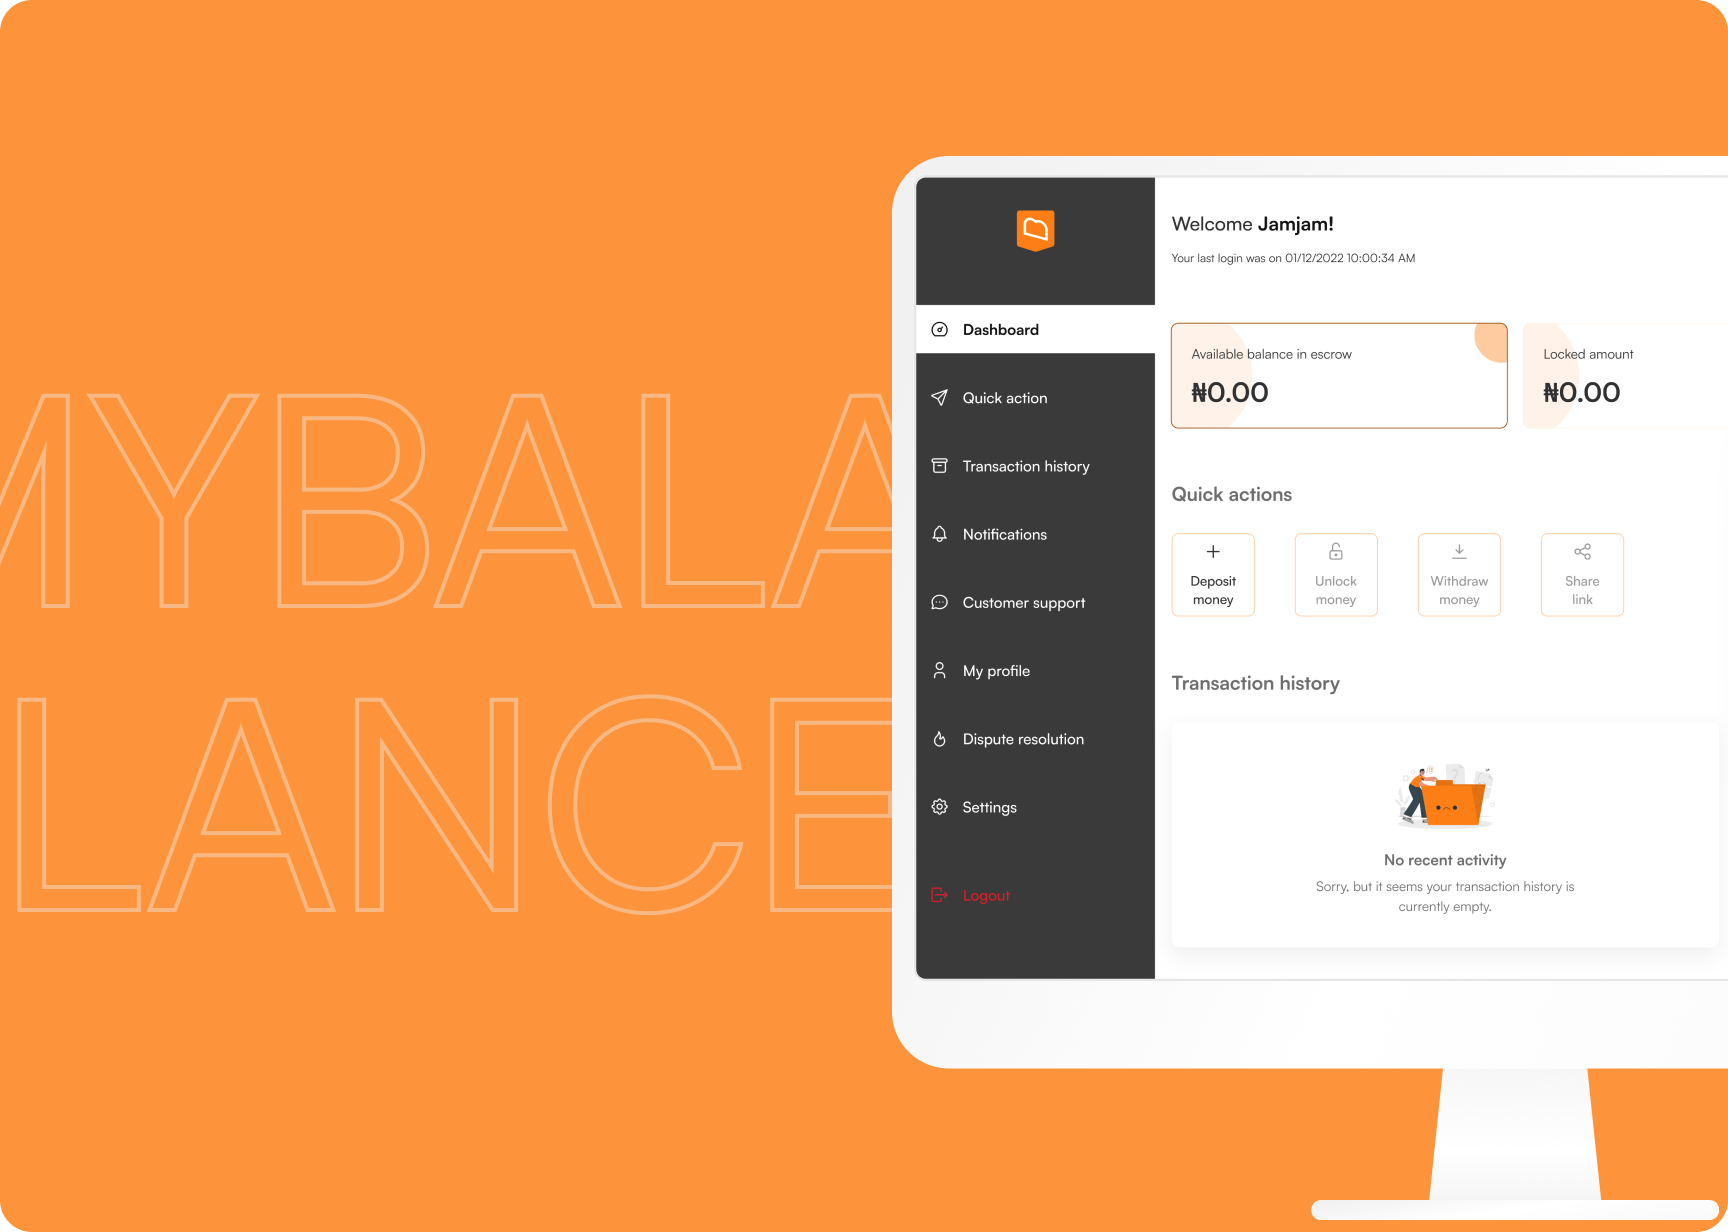 MYBALA
LANCE
Welcome Jamjam!
Your last login was on 01/12/2022 10:00:34 AM
Dashboard
Quick action
Transaction history
Notifications
Customer support
My profile
Dispute resolution
Settings
Logout
Available balance in escrow
₦0.00
Locked amount
₦0.00
Quick actions
Deposit
money
Unlock
money
Withdraw
money
Share
link
Transaction history
No recent activity
Sorry, but it seems your transaction history is
currently empty.